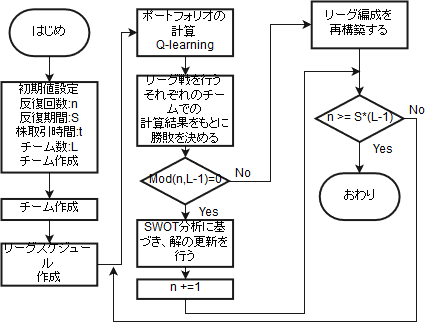 はじめ
初期値設定
反復回数:n
反復期間:S
株取引時間:t
チーム数:L
チーム作成
チーム作成
リーグスケジュール
ル
作成
ポートフォリオの
計算
Q-learning
リーグ戦を行う
それぞれのチーム
での
計算結果をもとに
勝敗を決める
Mod(n,L-1)=0
No
Yes
SWOT分析に基
づき、解の更新を
行う
n +=1
リーグ編成を
再構築する
n >= S*(L-1)
No
Yes
おわり